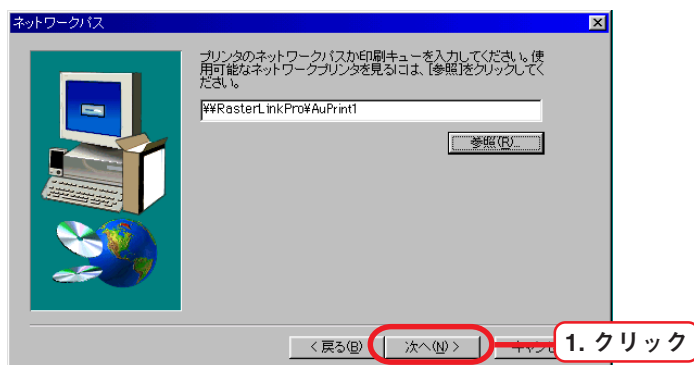 ネットワークパス
プリンタのネットワークパスか印刷キューを入力してください。使
用可能なネットワークプリンタを見るには、[参照]をクリックしてく
ださい。
¥¥RasterLinkPro¥AuPrint1
参照(R)...
< 戻る(B)
次へ(N) >
1. クリック